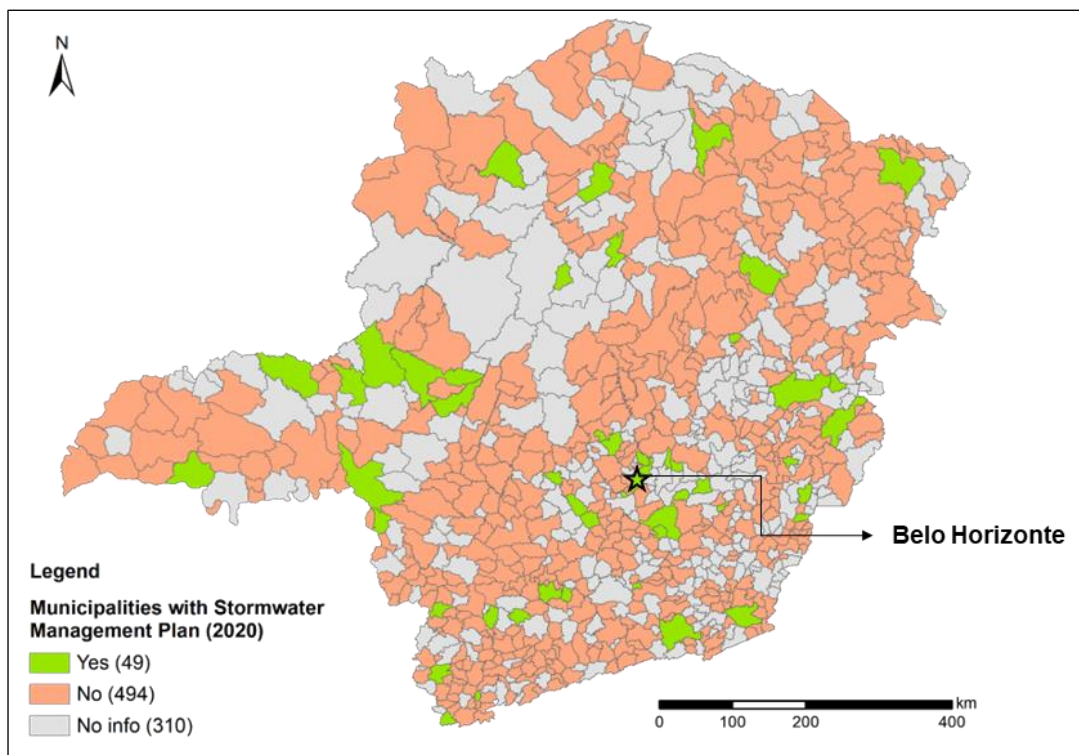 N
Belo Horizonte
Legend
Municipalities with Stormwater
Management Plan (2020)
Yes (49)
No (494)
No info (310)
km
0 100 200 400